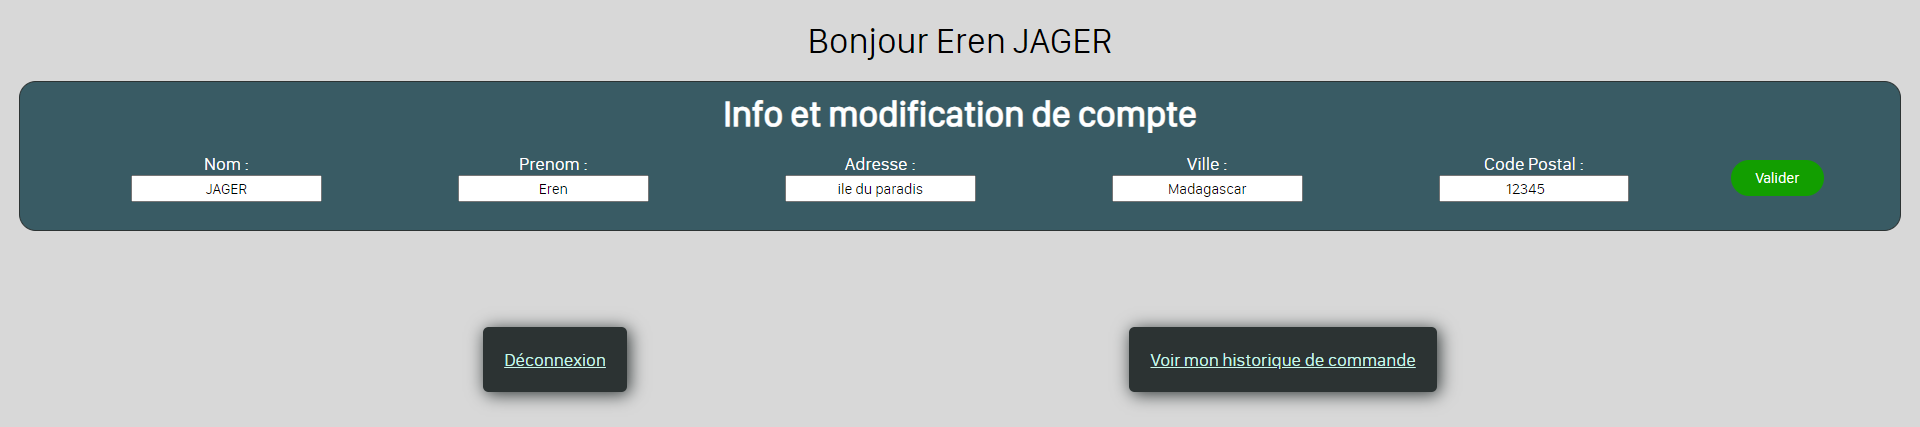 Bonjour Eren JAGER
Info et modification de compte
Nom : Prenom : Adresse : Ville : Code Postal :
JAGER Eren ile du paradis Madagascar 12345 Valider
Déconnexion Voir mon historique de commande